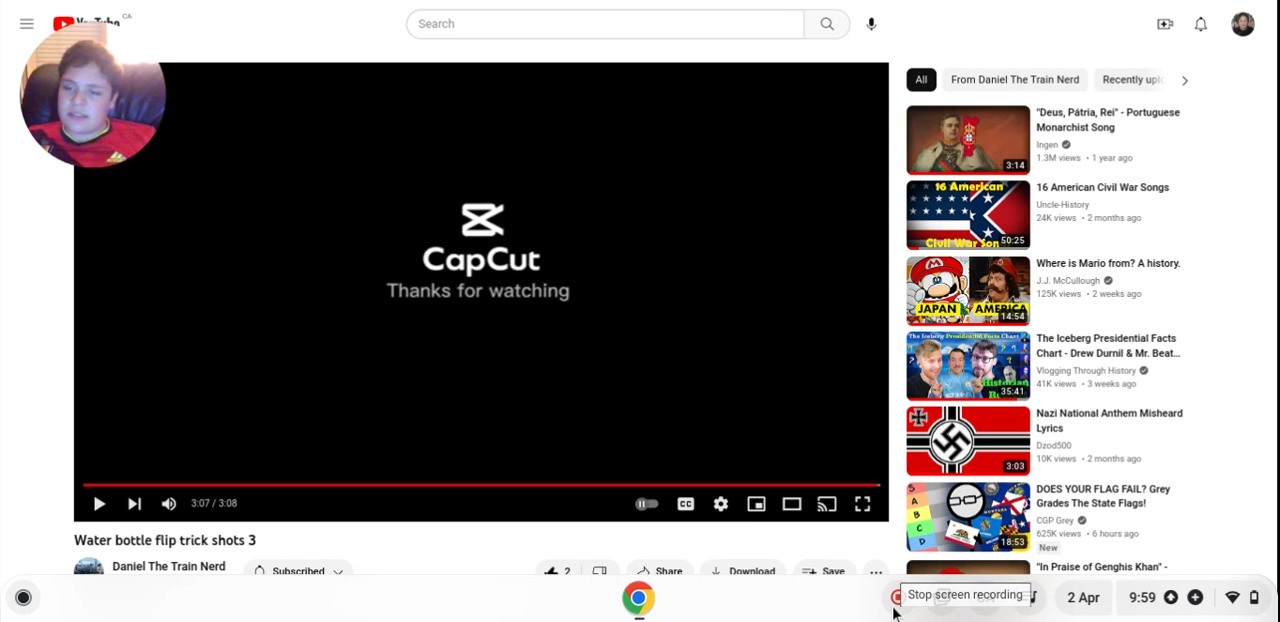 YouTube CA
Search
CapCut
Thanks for watching
3:07 / 3:08
CC
Water bottle flip trick shots 3
Daniel The Train Nerd
Subscribed
2
Share
Download
Save
All
From Daniel The Train Nerd
Recently uplo
"Deus, Pátria, Rei" - Portuguese
Monarchist Song
Ingen
1.3M views • 1 year ago
3:14
16 American
Civil War Son
50:25
16 American Civil War Songs
Uncle-History
24K views • 2 months ago
JAPAN
AMERICA
14:54
Where is Mario from? A history.
J.J. McCullough
125K views • 2 weeks ago
The Iceberg Presidential Facts Chart
35:41
The Iceberg Presidential Facts
Chart - Drew Durnil & Mr. Beat...
Vlogging Through History
41K views • 3 weeks ago
3:03
Nazi National Anthem Misheard
Lyrics
Dzod500
10K views • 2 months ago
S
A
B
C
D
18:53
DOES YOUR FLAG FAIL? Grey
Grades The State Flags!
CGP Grey
625K views • 6 hours ago
New
"In Praise of Genghis Khan" -
Stop screen recording
2 Apr
9:59